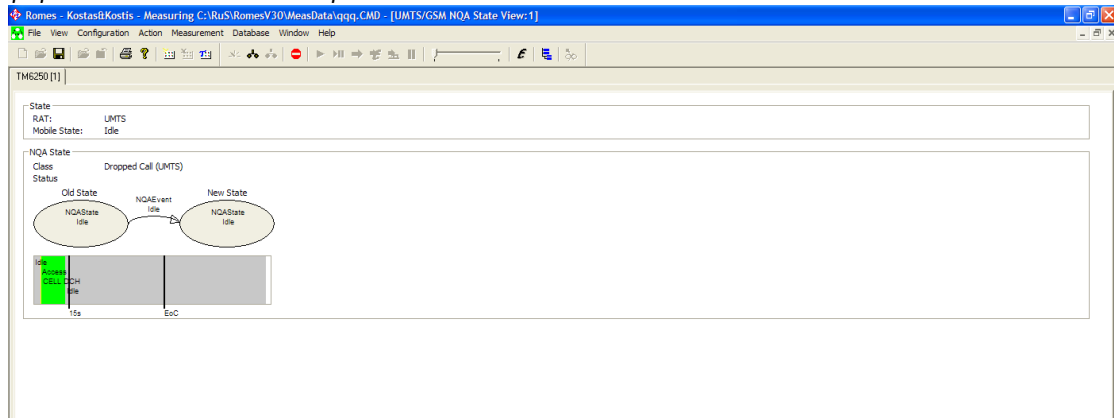 Romes - Kostas&Kostis - Measuring C:\RuS\RomesV30\MeasData\qqq.CMD - [UMTS/GSM NQA State View:1]
File View Configuration Action Measurement Database Window Help
TM6250 [1]
State
RAT: UMTS
Mobile State: Idle
NQA State
Class Dropped Call (UMTS)
Status
Old State
NQAEvent
Idle
New State
NQAState
Idle
NQAState
Idle
Idle
Access
CELL DCH
Idle
15s EoC